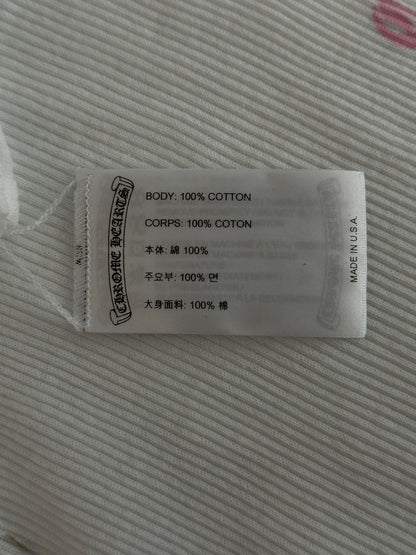 CHROME HEARTS
BODY: 100% COTTON
CORPS: 100% COTON
本体: 綿 100%
주요부: 100% 면
大身面料: 100% 棉
MADE IN U.S.A.